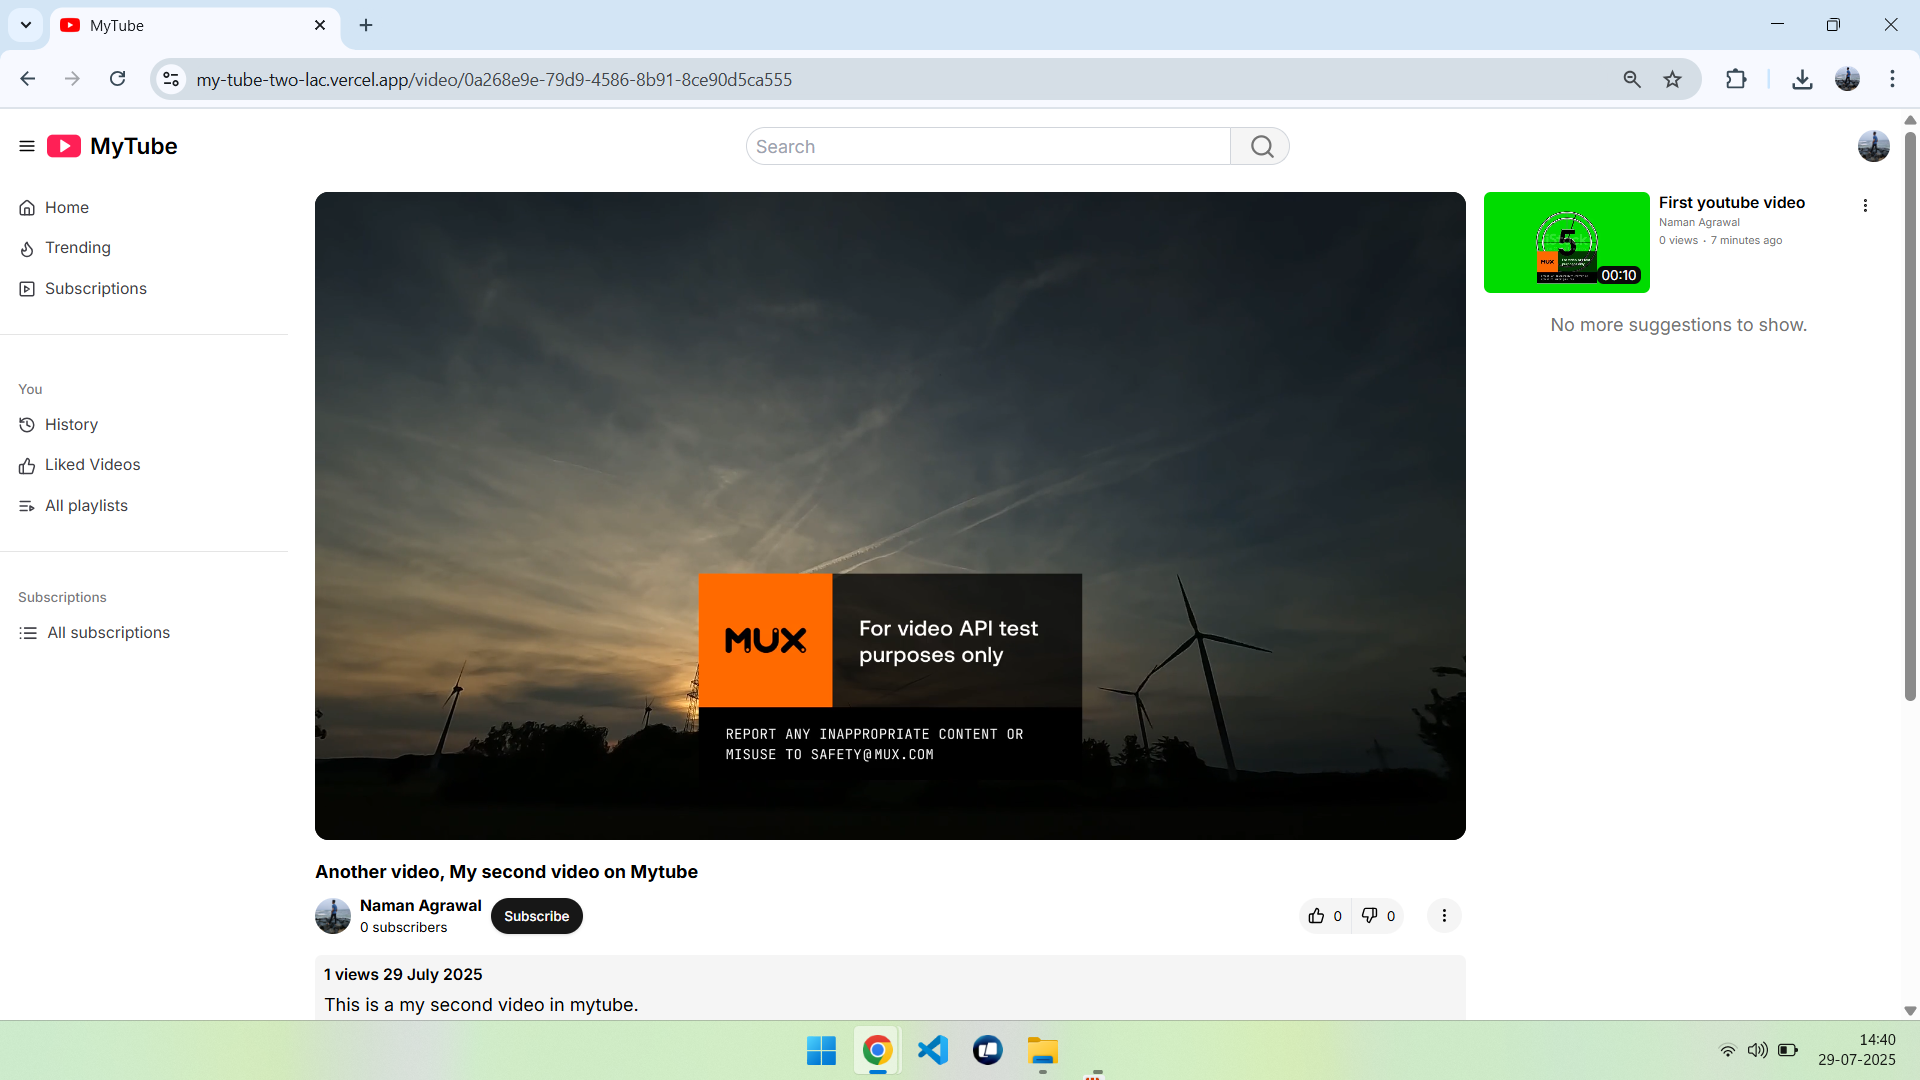 MyTube
my-tube-two-lac.vercel.app/video/0a268e9e-79d9-4586-8b91-8ce90d5ca555
MyTube
Search
Home
Trending
Subscriptions
You
History
Liked Videos
All playlists
Subscriptions
All subscriptions
MUX
For video API test
purposes only
REPORT ANY INAPPROPRIATE CONTENT OR
MISUSE TO SAFETY@MUX.COM
Another video, My second video on Mytube
Naman Agrawal
0 subscribers
Subscribe
0
0
1 views 29 July 2025
This is a my second video in mytube.
5
MUX
00:10
First youtube video
Naman Agrawal
0 views • 7 minutes ago
No more suggestions to show.
14:40
29-07-2025